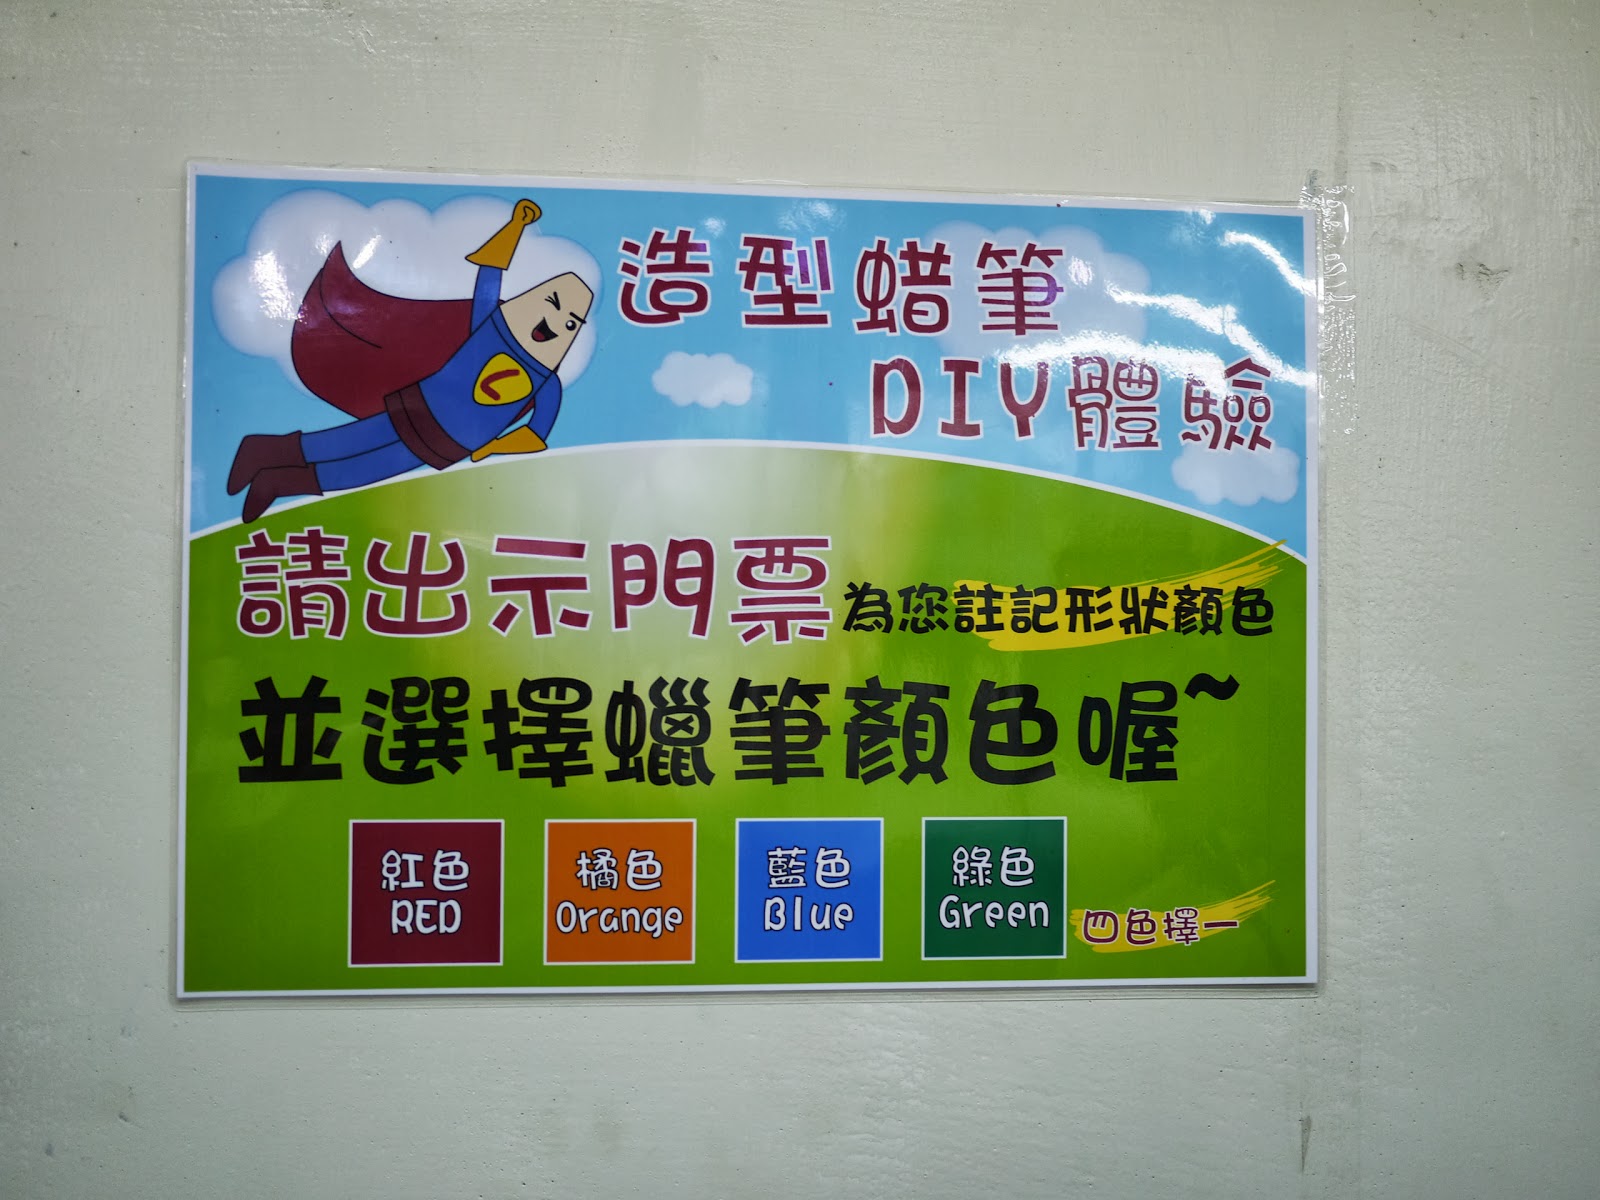 造型蜡筆
DIY體驗
請出示門票為您註記形狀顏色
並選擇蠟筆顏色喔~
紅色
RED
橘色
Orange
藍色
Blue
綠色
Green
四色擇一